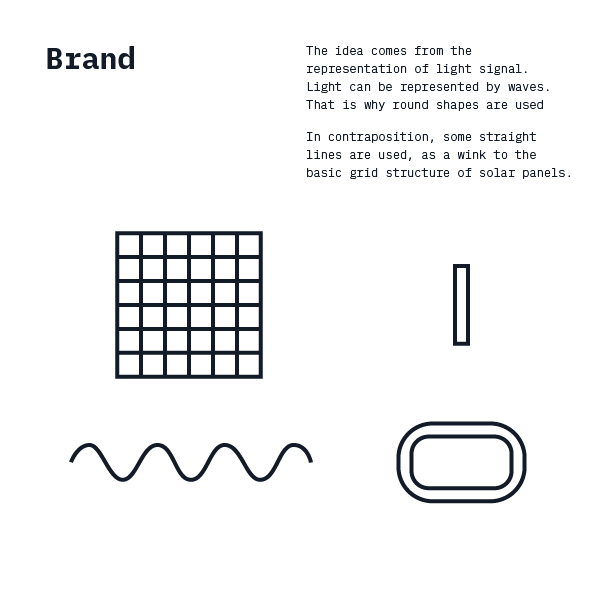 Brand
The idea comes from the
representation of light signal.
Light can be represented by waves.
That is why round shapes are used
In contraposition, some straight
lines are used, as a wink to the
basic grid structure of solar panels.